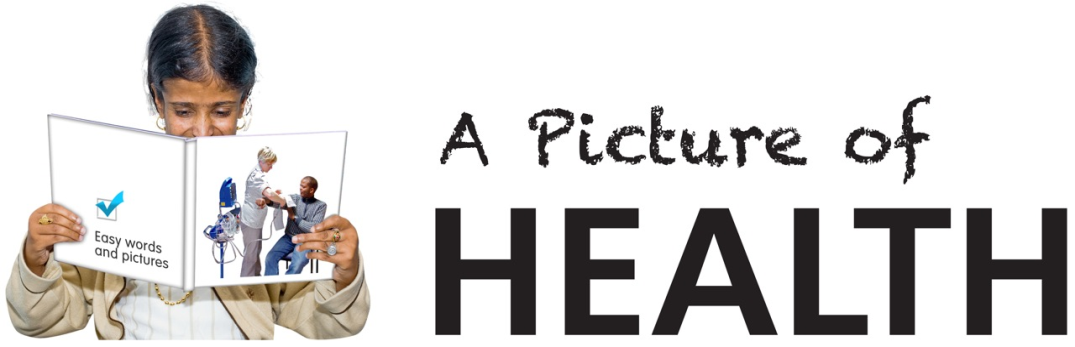 Easy words
and pictures
A Picture of
HEALTH